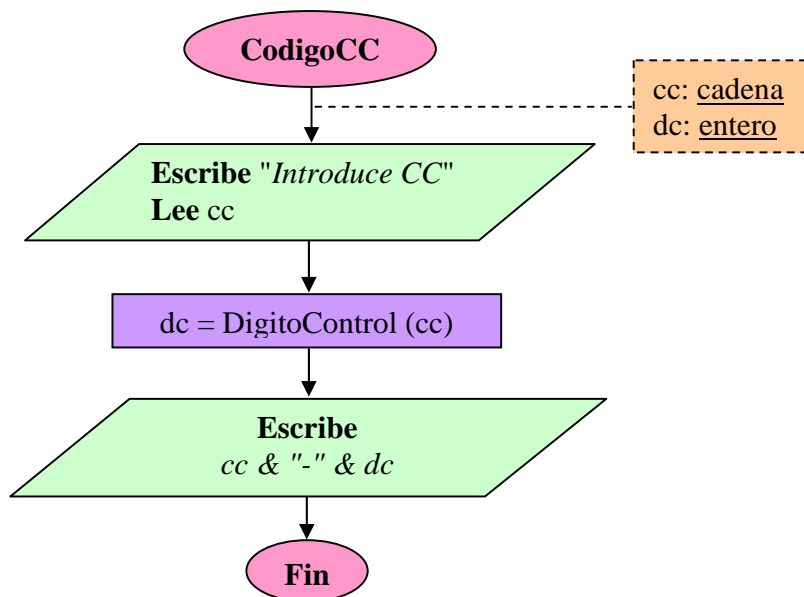 CodigoCC
cc: cadena
dc: entero
Escribe "Introduce CC"
Lee cc
dc = DigitoControl (cc)
Escribe
cc & "-" & dc
Fin